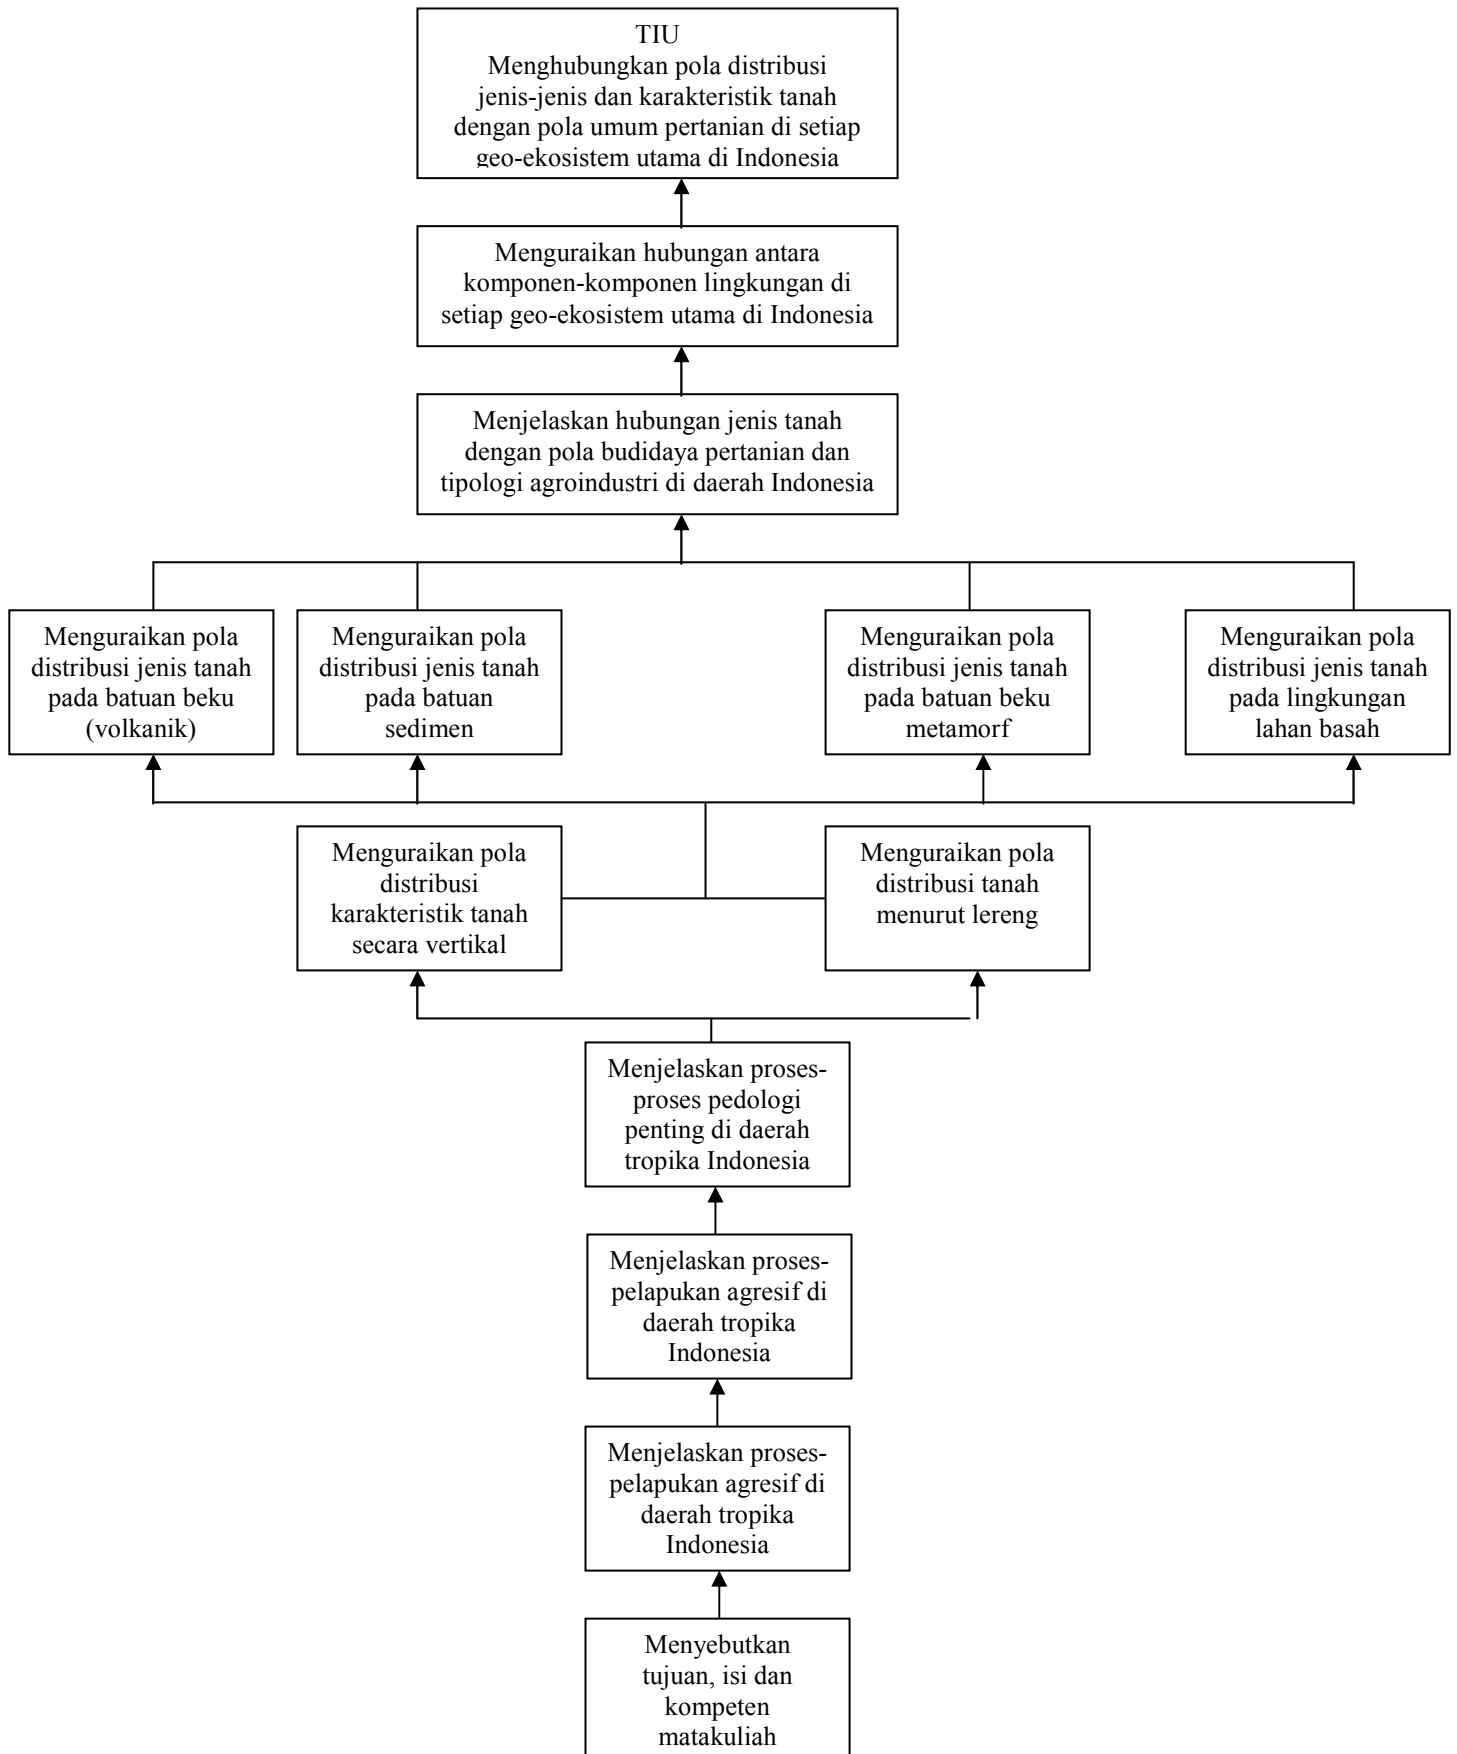 TIU
Menghubungkan pola distribusi
jenis-jenis dan karakteristik tanah
dengan pola umum pertanian di setiap
geo-ekosistem utama di Indonesia
Menguraikan hubungan antara
komponen-komponen lingkungan di
setiap geo-ekosistem utama di Indonesia
Menjelaskan hubungan jenis tanah
dengan pola budidaya pertanian dan
tipologi agroindustri di daerah Indonesia
Menguraikan pola
distribusi jenis tanah
pada batuan beku
(volkanik)
Menguraikan pola
distribusi jenis tanah
pada batuan
sedimen
Menguraikan pola
distribusi jenis tanah
pada batuan beku
metamorf
Menguraikan pola
distribusi jenis tanah
pada lingkungan
lahan basah
Menguraikan pola
distribusi
karakteristik tanah
secara vertikal
Menguraikan pola
distribusi tanah
menurut lereng
Menjelaskan proses-
proses pedologi
penting di daerah
tropika Indonesia
Menjelaskan proses-
pelapukan agresif di
daerah tropika
Indonesia
Menjelaskan proses-
pelapukan agresif di
daerah tropika
Indonesia
Menyebutkan
tujuan, isi dan
kompeten
matakuliah